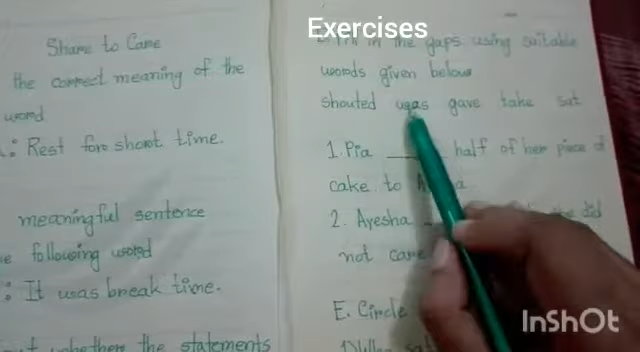 Exercises
Share to Care
the correct meaning of the
word
: Rest for short time.
meaningful sentence
following word
: It was break time.
whether the statements
in the gaps using suitable
words given below
shouted was gave take sat
1. Pia ____ half of her piece of
cake to
2. Ayesha did
not care
E. Circle
InShOt